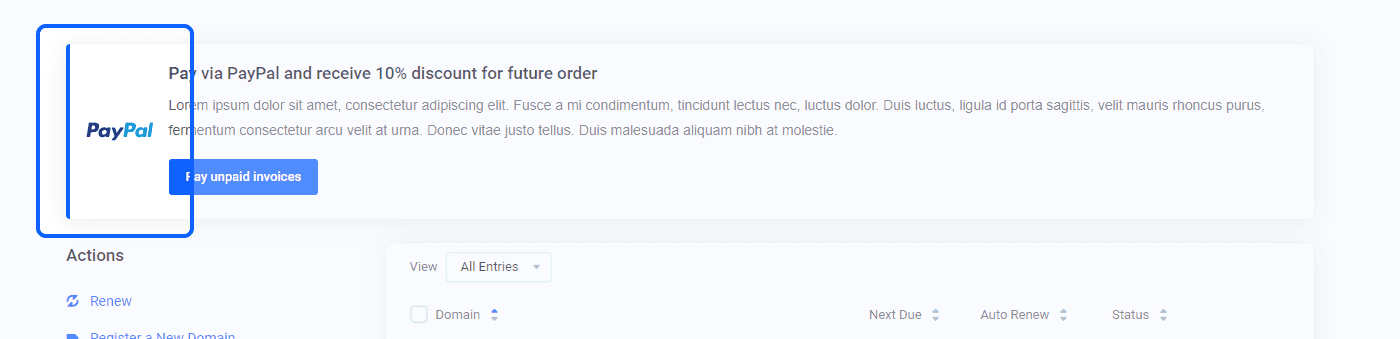 Pay via PayPal and receive 10% discount for future order
Lorem ipsum dolor sit amet, consectetur adipiscing elit. Fusce a mi condimentum, tincidunt lectus nec, luctus dolor. Duis luctus, ligula id porta sagittis, velit mauris rhoncus purus,
PayPal
fermentum consectetur arcu velit at urna. Donec vitae justo tellus. Duis malesuada aliquam nibh at molestie.
Pay unpaid invoices
Actions
View
All Entries
Renew
Domain
Next Due
Auto Renew
Status
Register a New Domain